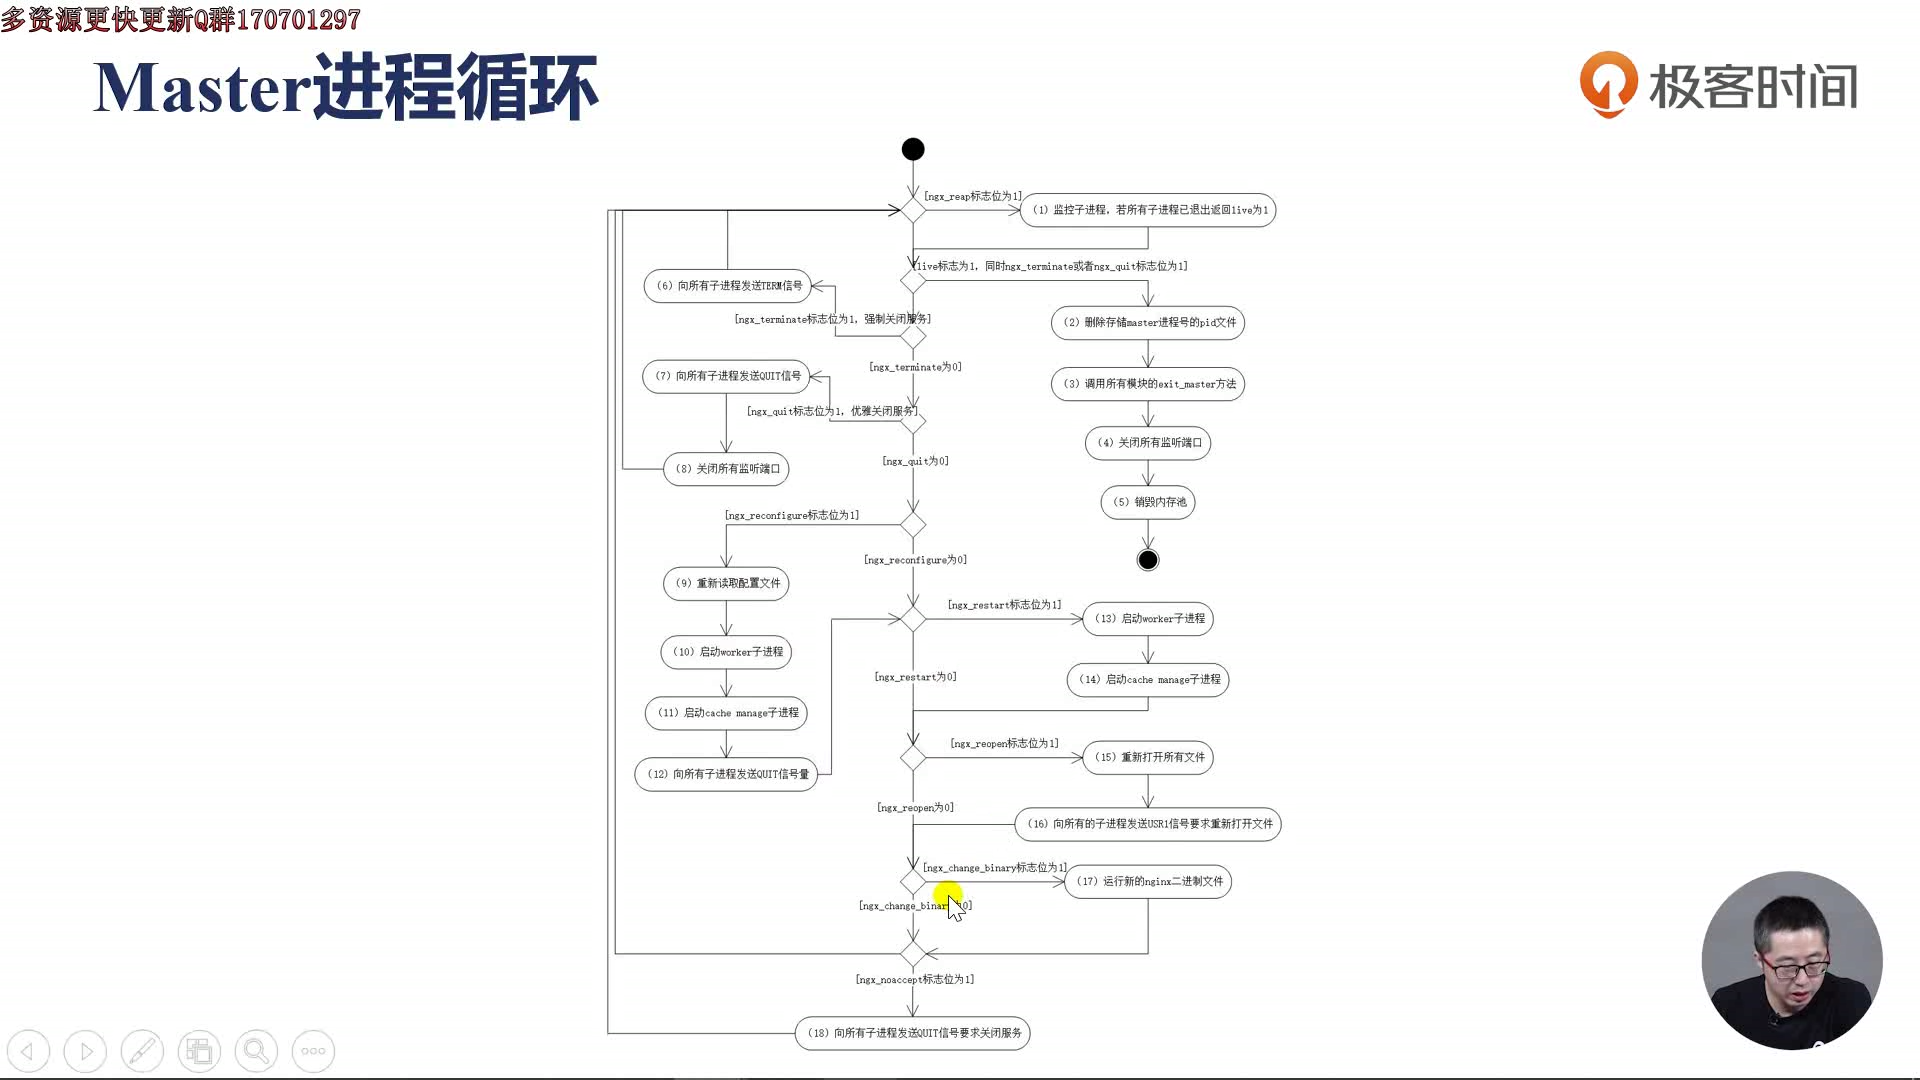 多资源更快更新Q群170701297
Master进程循环
极客时间
[ngx_reap标志位为1]
(1) 监控子进程，若所有子进程已退出返回live为1
[live标志为1，同时ngx_terminate或者ngx_quit标志位为1]
(6) 向所有子进程发送TERM信号
[ngx_terminate标志位为1，强制关闭服务]
(2) 删除存储master进程号的pid文件
[ngx_terminate为0]
(7) 向所有子进程发送QUIT信号
(3) 调用所有模块的exit_master方法
[ngx_quit标志位为1，优雅关闭服务]
(4) 关闭所有监听端口
[ngx_quit为0]
(8) 关闭所有监听端口
(5) 销毁内存池
[ngx_reconfigure标志位为1]
[ngx_reconfigure为0]
(9) 重新读取配置文件
[ngx_restart标志位为1]
(13) 启动worker子进程
(10) 启动worker子进程
[ngx_restart为0]
(14) 启动cache manage子进程
(11) 启动cache manage子进程
[ngx_reopen标志位为1]
(15) 重新打开所有文件
(12) 向所有子进程发送QUIT信号量
[ngx_reopen为0]
(16) 向所有的子进程发送USR1信号要求重新打开文件
[ngx_change_binary标志位为1]
(17) 运行新的nginx二进制文件
[ngx_change_binary为0]
[ngx_noaccept标志位为1]
(18) 向所有子进程发送QUIT信号要求关闭服务